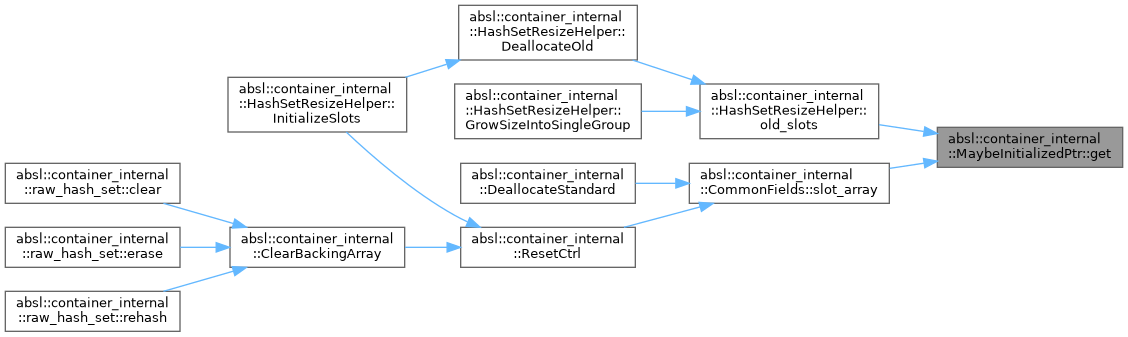 absl::container_internal
::HashSetResizeHelper::
DeallocateOld
absl::container_internal
::HashSetResizeHelper::
InitializeSlots
absl::container_internal
::HashSetResizeHelper::
GrowSizeIntoSingleGroup
absl::container_internal
::HashSetResizeHelper::
old_slots
absl::container_internal
::MaybeInitializedPtr::get
absl::container_internal
::raw_hash_set::clear
absl::container_internal
::DeallocateStandard
absl::container_internal
::CommonFields::slot_array
absl::container_internal
::raw_hash_set::erase
absl::container_internal
::ClearBackingArray
absl::container_internal
::ResetCtrl
absl::container_internal
::raw_hash_set::rehash